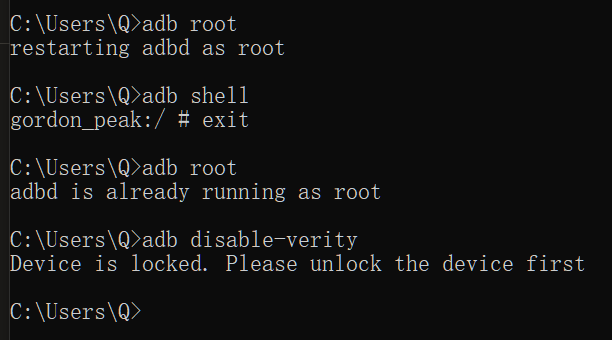 C:\Users\Q>adb root
restarting adbd as root
C:\Users\Q>adb shell
gordon_peak:/ # exit
C:\Users\Q>adb root
adbd is already running as root
C:\Users\Q>adb disable-verity
Device is locked. Please unlock the device first
C:\Users\Q>